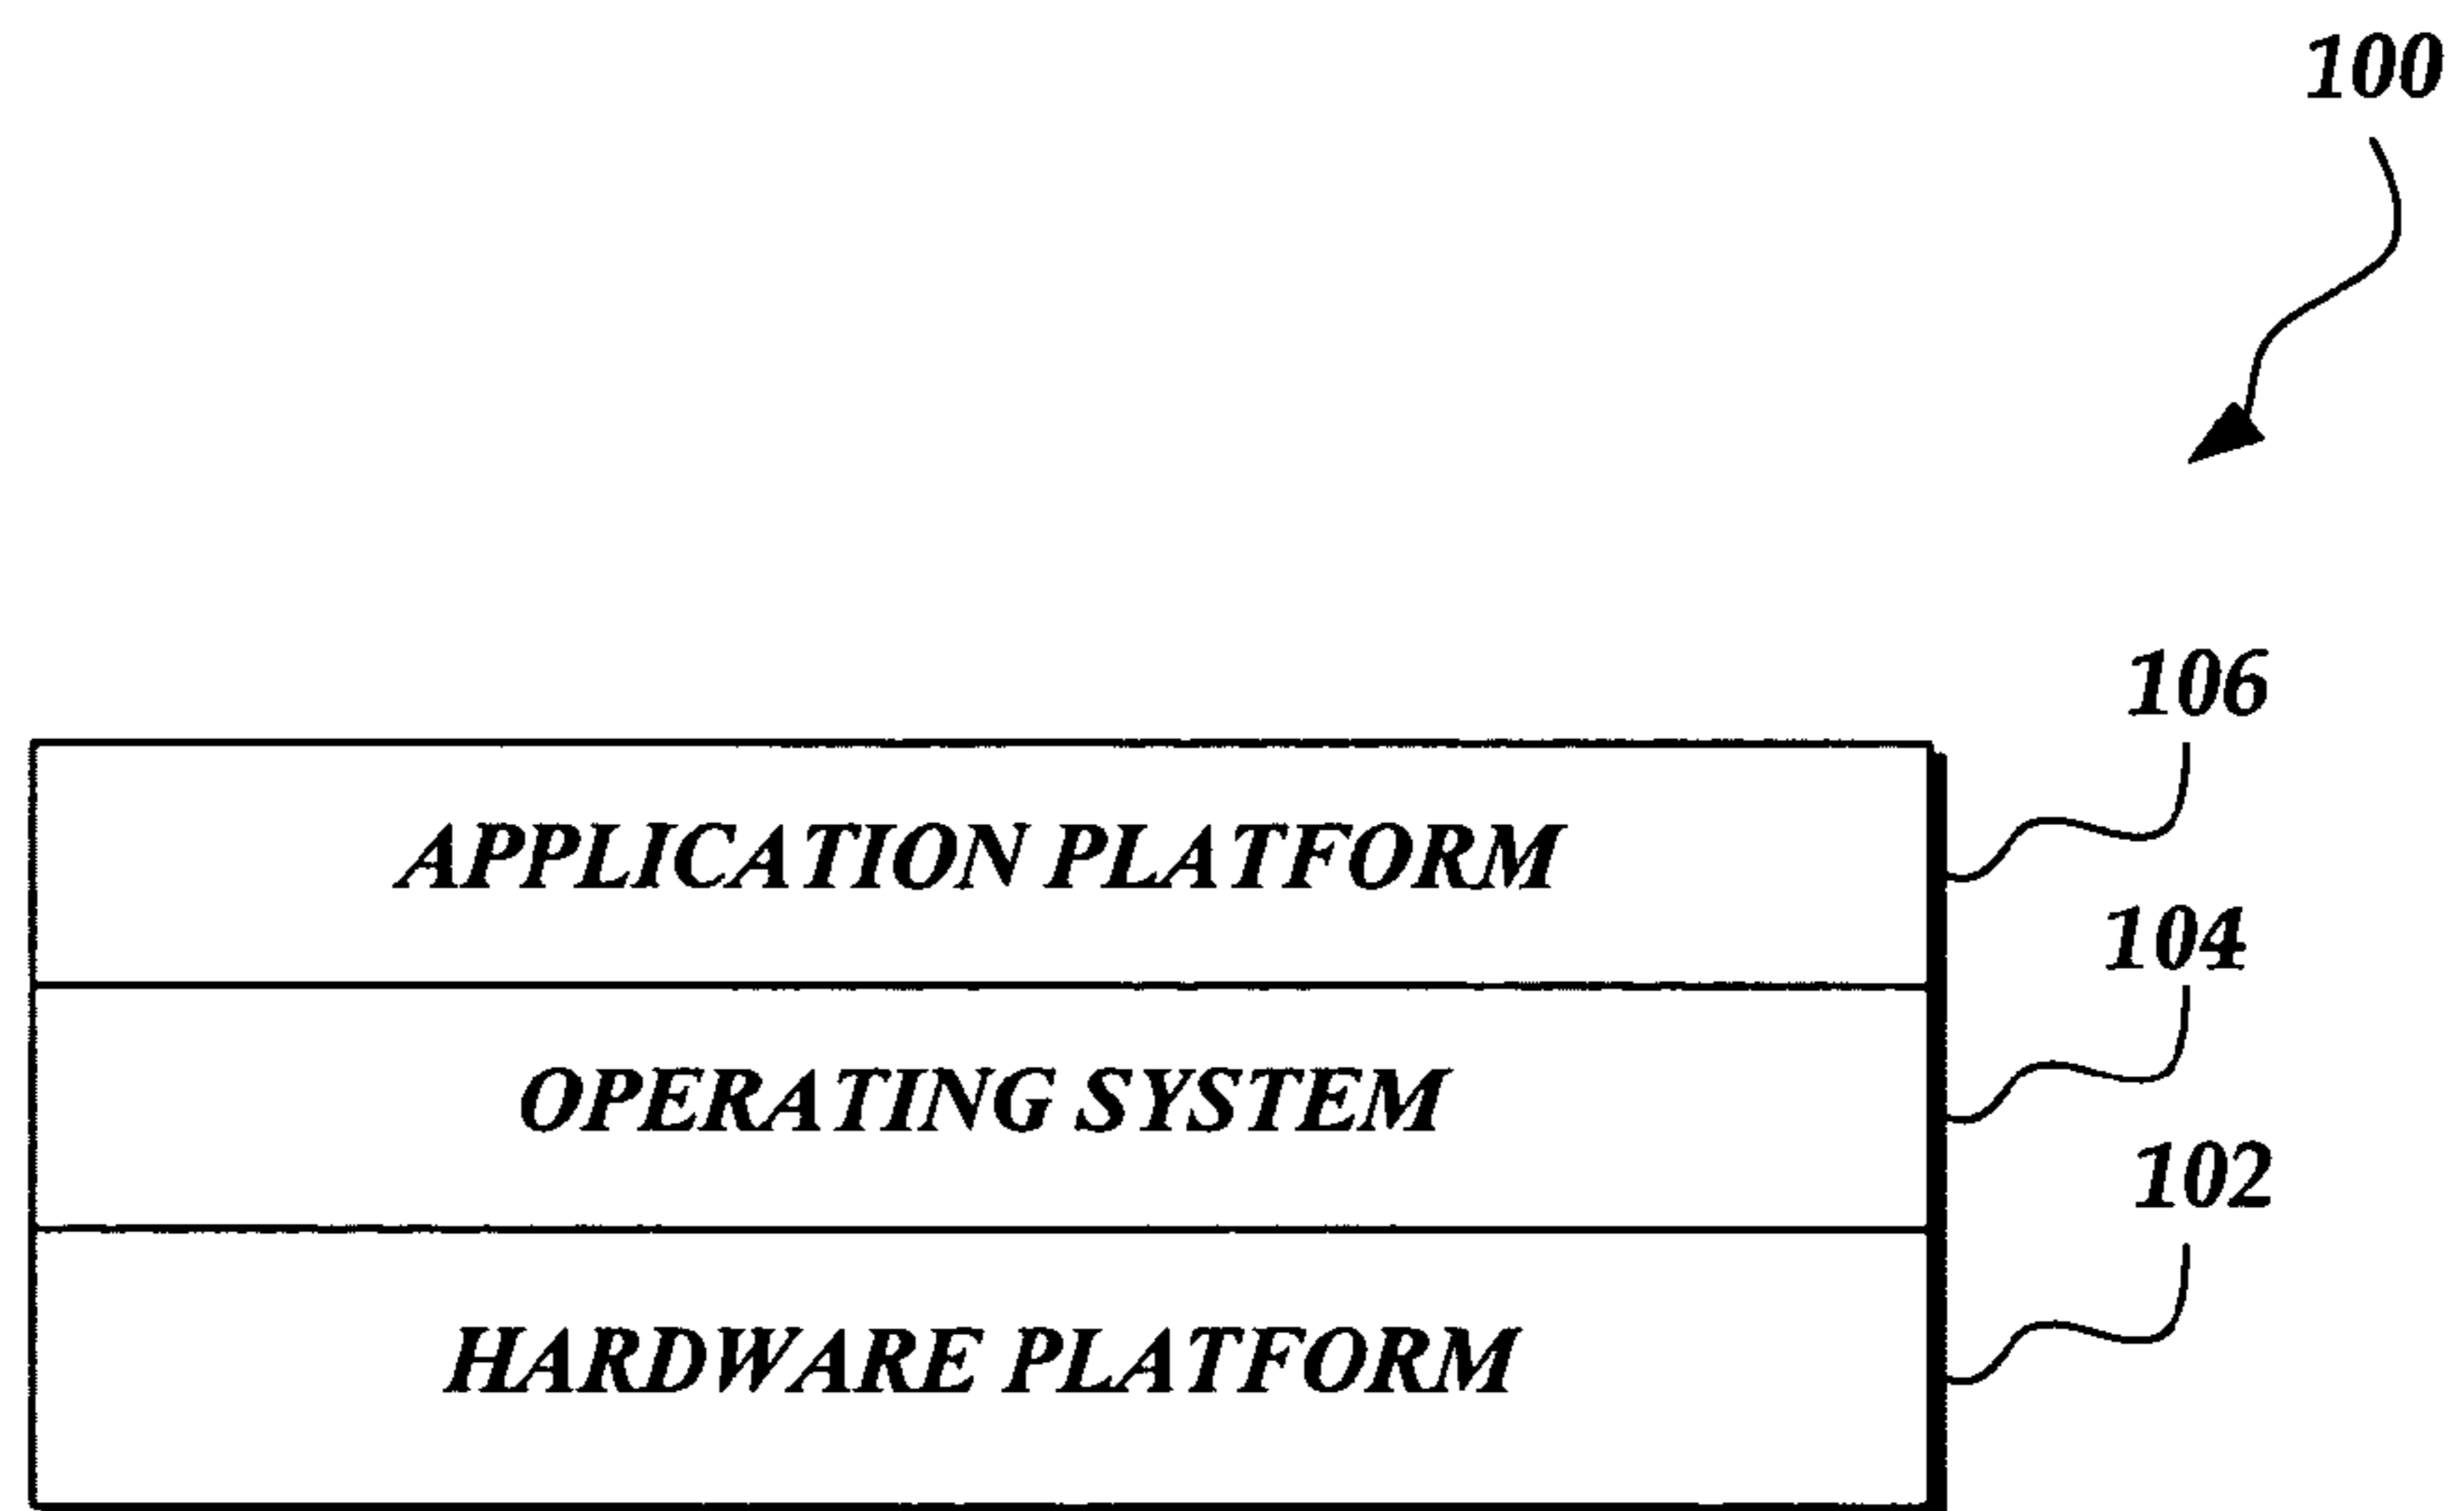 100
106
APPLICATION PLATFORM
104
OPERATING SYSTEM
102
HARDWARE PLATFORM